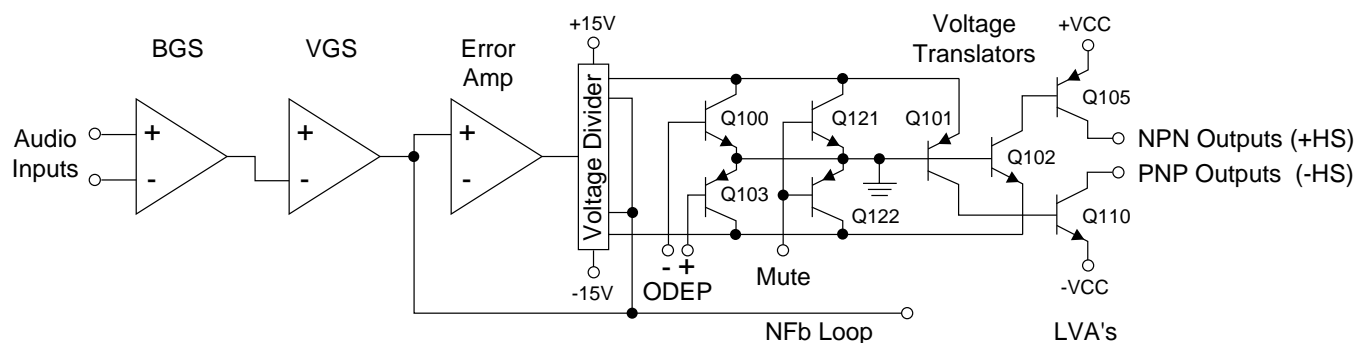 BGS
VGS
Error
Amp
+15V
Voltage
Translators
+VCC
Audio
Inputs
+
-
+
-
+
-
Voltage Divider
Q100
Q121
Q101
Q105
Q102
NPN Outputs (+HS)
PNP Outputs (-HS)
Q103
Q122
Q110
-15V
- +
ODEP
Mute
-VCC
NFb Loop
LVA's